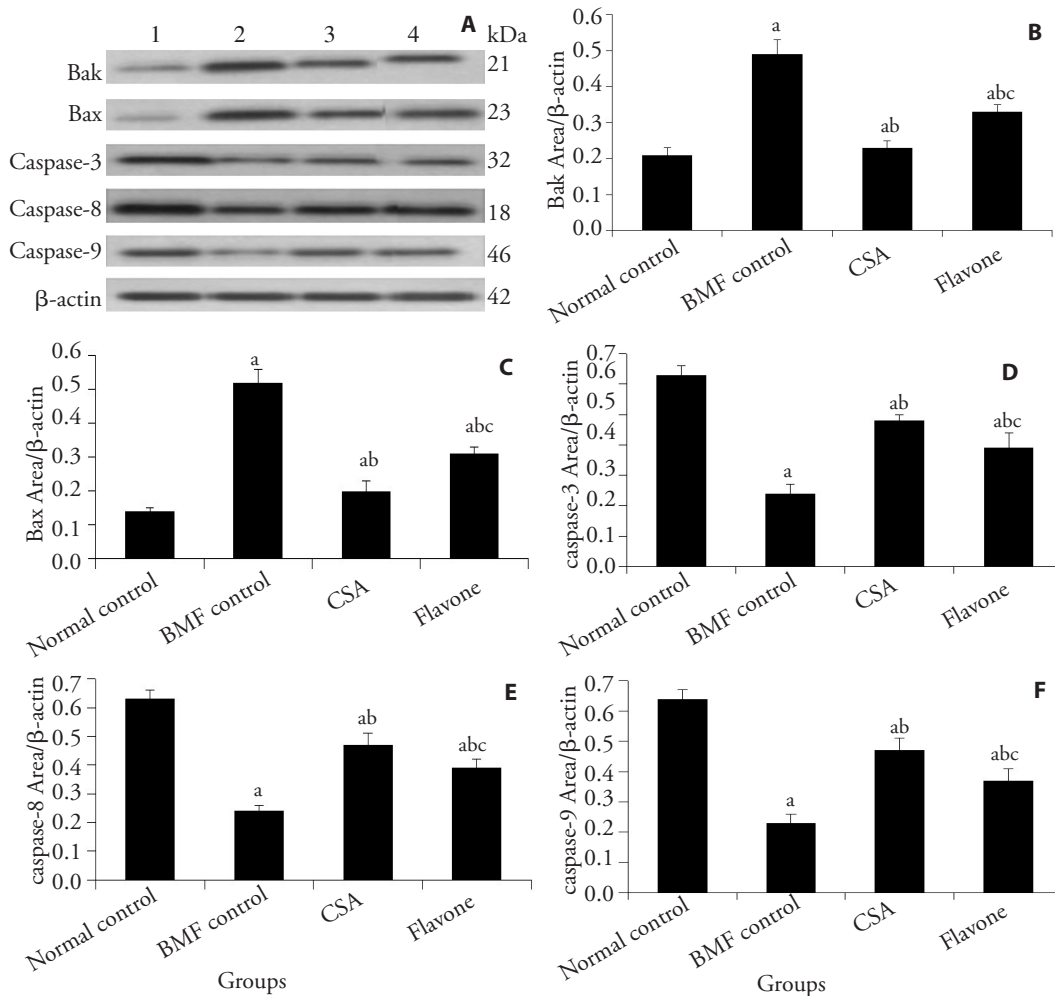 A
1 2 3 4 kDa
Bak 21
Bax 23
Caspase-3 32
Caspase-8 18
Caspase-9 46
β-actin 42
B
Bak Area/β-actin
0.6
0.5
0.4
0.3
0.2
0.1
0.0
a
ab
abc
Normal control
BMF control
CSA
Flavone
C
Bax Area/β-actin
0.6
0.5
0.4
0.3
0.2
0.1
0.0
a
ab
abc
Normal control
BMF control
CSA
Flavone
D
caspase-3 Area/β-actin
0.7
0.6
0.4
0.3
0.2
0.1
0.0
a
ab
abc
Normal control
BMF control
CSA
Flavone
E
caspase-8 Area/β-actin
0.7
0.6
0.5
0.4
0.3
0.2
0.1
0.0
a
ab
abc
Normal control
BMF control
CSA
Flavone
Groups
F
caspase-9 Area/β-actin
0.7
0.6
0.5
0.4
0.3
0.2
0.1
0.0
a
ab
abc
Normal control
BMF control
CSA
Flavone
Groups